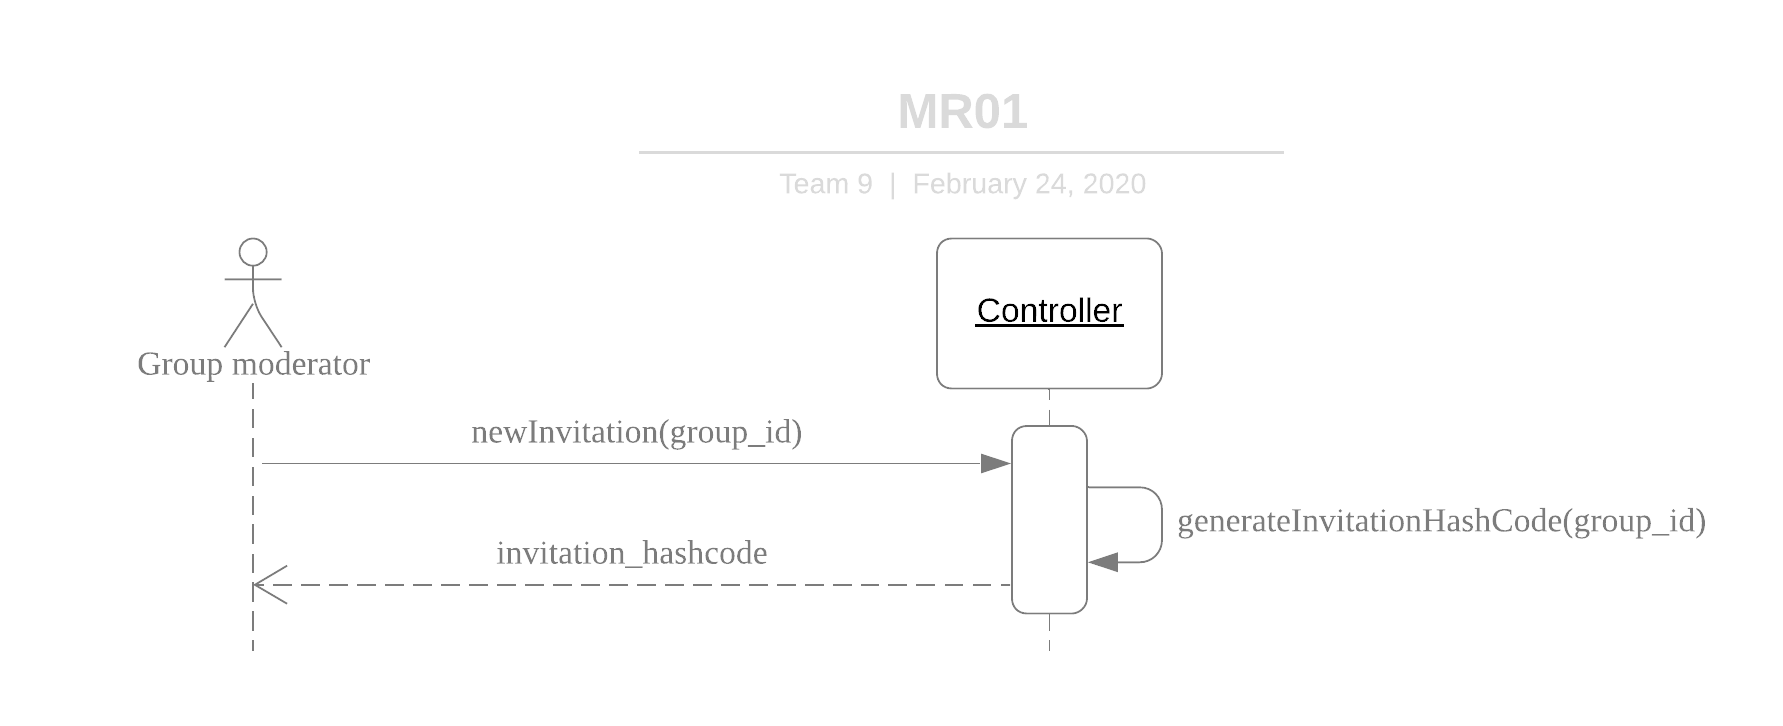 MR01
Team 9 | February 24, 2020
Controller
Group moderator
newInvitation(group_id)
generateInvitationHashCode(group_id)
invitation_hashcode